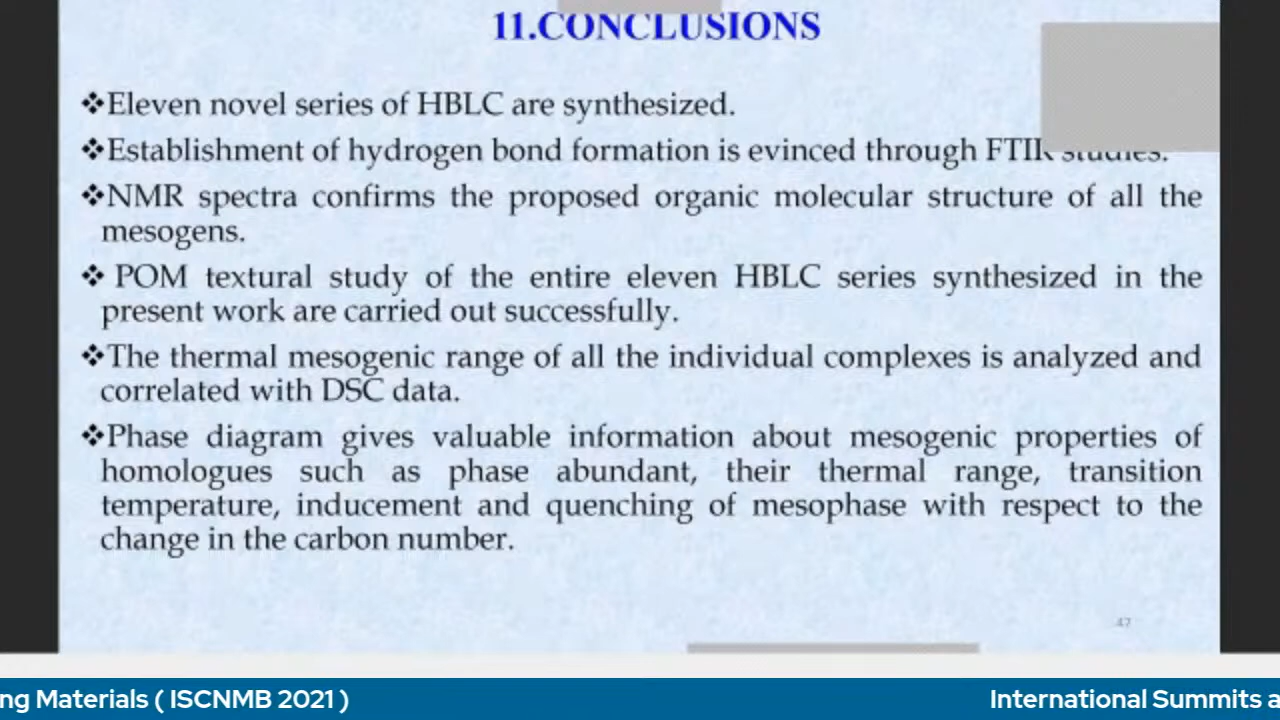 11.CONCLUSIONS
❖Eleven novel series of HBLC are synthesized.
❖Establishment of hydrogen bond formation is evinced through FTIR studies.
❖NMR spectra confirms the proposed organic molecular structure of all the
mesogens.
❖ POM textural study of the entire eleven HBLC series synthesized in the
present work are carried out successfully.
❖The thermal mesogenic range of all the individual complexes is analyzed and
correlated with DSC data.
❖Phase diagram gives valuable information about mesogenic properties of
homologues such as phase abundant, their thermal range, transition
temperature, inducement and quenching of mesophase with respect to the
change in the carbon number.
47
ng Materials ( ISCNMB 2021 )
International Summits a